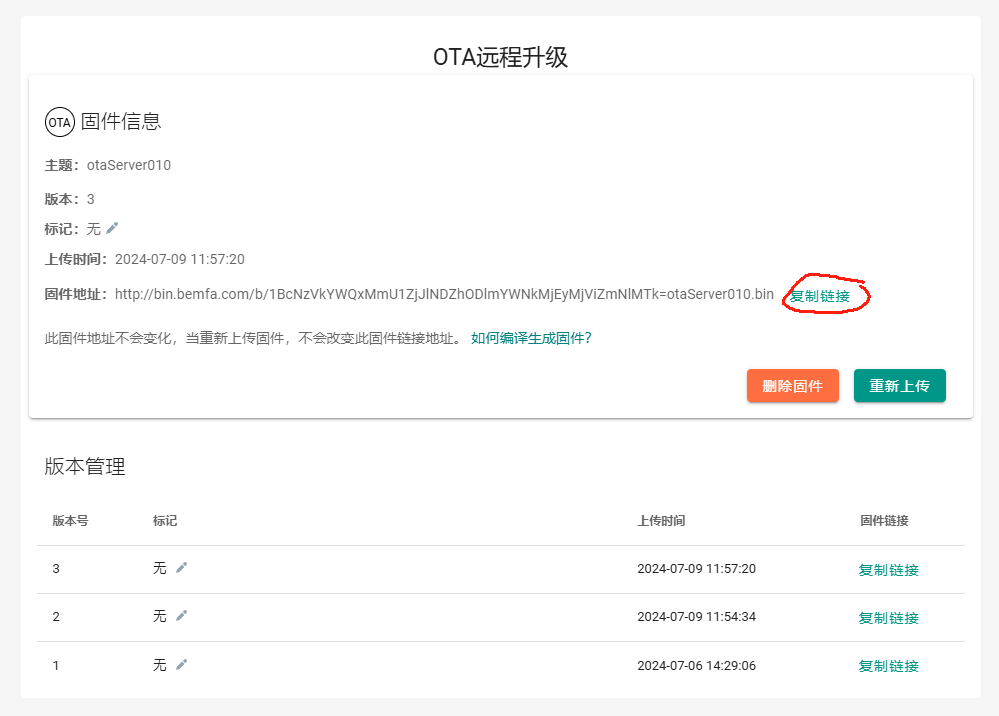 OTA远程升级
OTA 固件信息
主题：otaServer010
版本：3
标记：无
上传时间：2024-07-09 11:57:20
固件地址：http://bin.bemfa.com/b/1BcNzVkYWQxMmU1ZjJlNDZhODlmYWNkMjEyMjViZmNlMTk=otaServer010.bin 复制链接
此固件地址不会变化，当重新上传固件，不会改变此固件链接地址。 如何编译生成固件？
删除固件 重新上传
版本管理
版本号 标记 上传时间 固件链接
3 无 2024-07-09 11:57:20 复制链接
2 无 2024-07-09 11:54:34 复制链接
1 无 2024-07-06 14:29:06 复制链接